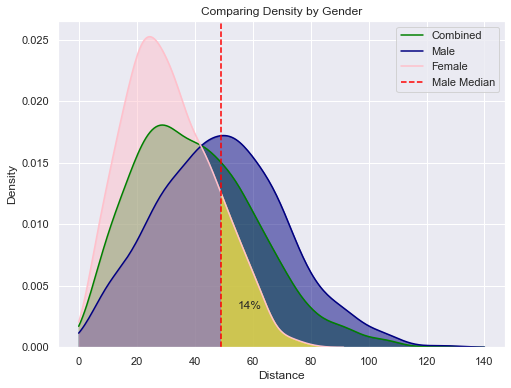 Comparing Density by Gender
Combined
Male
Female
Male Median
0.025
0.020
0.015
0.010
0.005
0.000
Density
14%
0 20 40 60 80 100 120 140
Distance